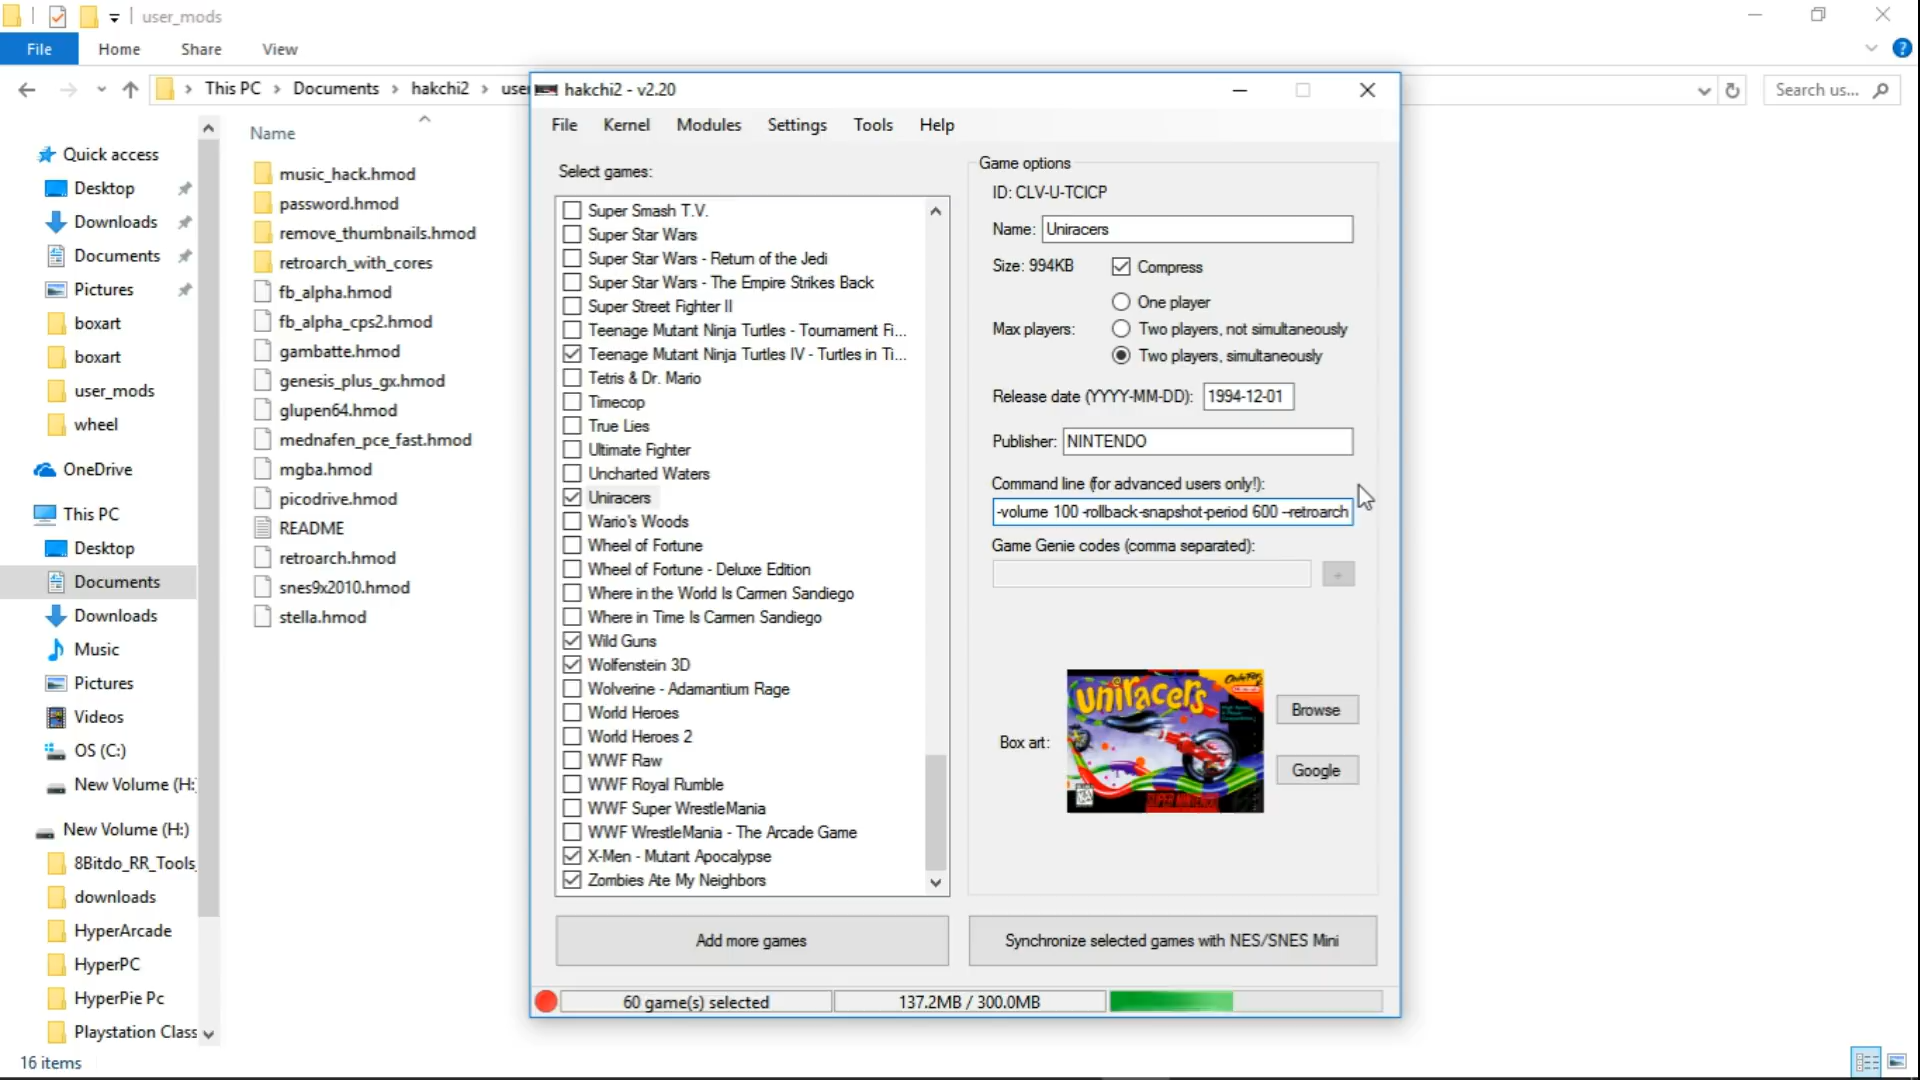 user_mods
File Home Share View
This PC Documents hakchi2 use
Search us...
Name
Quick access
Desktop
Downloads
Documents
Pictures
boxart
boxart
user_mods
wheel
OneDrive
This PC
Desktop
Documents
Downloads
Music
Pictures
Videos
OS (C:)
New Volume (H:
New Volume (H:)
8Bitdo_RR_Tools
downloads
HyperArcade
HyperPC
HyperPie Pc
Playstation Class
16 items
music_hack.hmod
password.hmod
remove_thumbnails.hmod
retroarch_with_cores
fb_alpha.hmod
fb_alpha_cps2.hmod
gambatte.hmod
genesis_plus_gx.hmod
glupen64.hmod
mednafen_pce_fast.hmod
mgba.hmod
picodrive.hmod
README
retroarch.hmod
snes9x2010.hmod
stella.hmod
hakchi2 - v2.20
File Kernel Modules Settings Tools Help
Select games:
Super Smash T.V.
Super Star Wars
Super Star Wars - Return of the Jedi
Super Star Wars - The Empire Strikes Back
Super Street Fighter II
Teenage Mutant Ninja Turtles - Tournament Fi...
Teenage Mutant Ninja Turtles IV - Turtles in Ti...
Tetris & Dr. Mario
Timecop
True Lies
Ultimate Fighter
Uncharted Waters
Uniracers
Wario's Woods
Wheel of Fortune
Wheel of Fortune - Deluxe Edition
Where in the World Is Carmen Sandiego
Where in Time Is Carmen Sandiego
Wild Guns
Wolfenstein 3D
Wolverine - Adamantium Rage
World Heroes
World Heroes 2
WWF Raw
WWF Royal Rumble
WWF Super WrestleMania
WWF WrestleMania - The Arcade Game
X-Men - Mutant Apocalypse
Zombies Ate My Neighbors
Add more games
Game options
ID: CLV-U-TCICP
Name: Uniracers
Size: 994KB Compress
One player
Max players: Two players, not simultaneously
Two players, simultaneously
Release date (YYYY-MM-DD): 1994-12-01
Publisher: NINTENDO
Command line (for advanced users only!):
-volume 100 -rollback-snapshot-period 600 --retroarch
Game Genie codes (comma separated):
+
uniracers
SUPER NINTENDO
Box art:
Browse
Google
Synchronize selected games with NES/SNES Mini
60 game(s) selected 137.2MB / 300.0MB